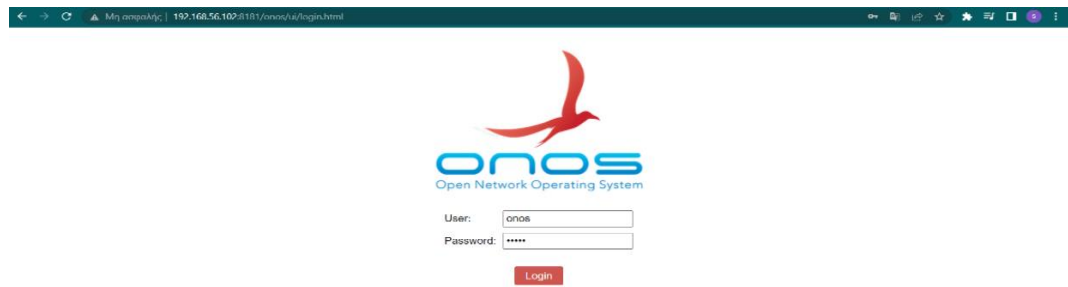 Μη ασφαλής | 192.168.56.102:8181/onos/ui/login.html
S
onos
Open Network Operating System
User: onos
Password: •••••
Login